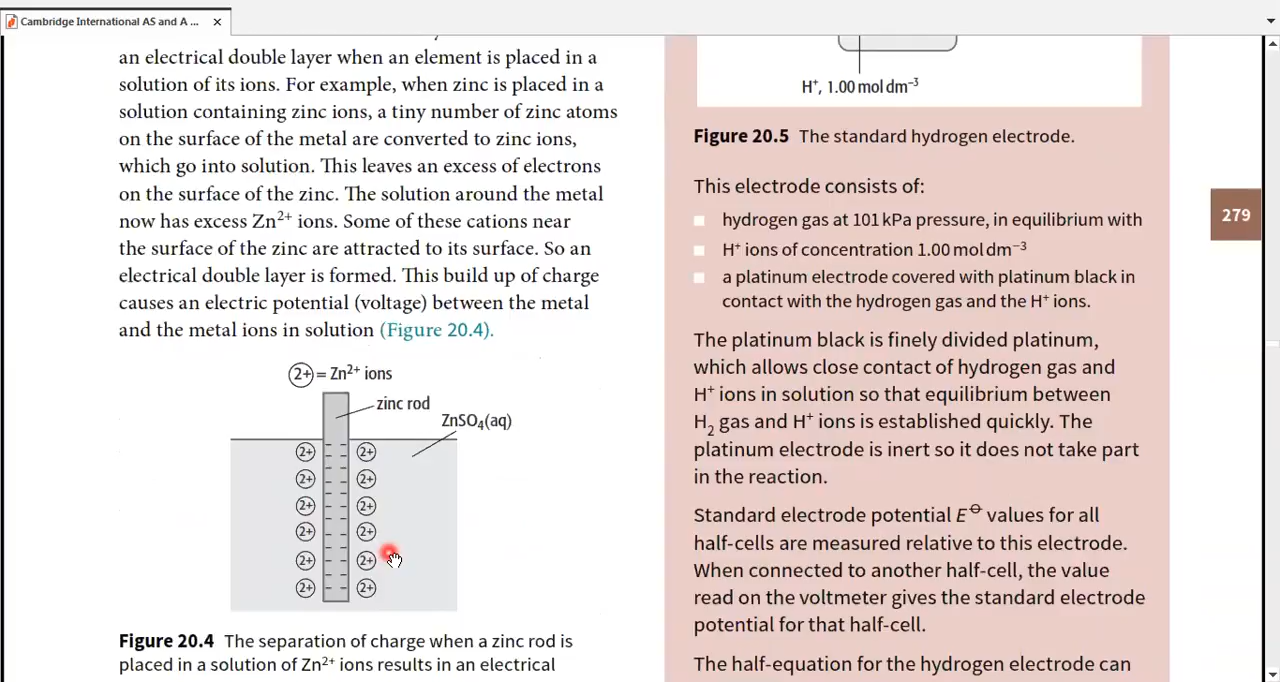 Cambridge International AS and A ...
an electrical double layer when an element is placed in a
solution of its ions. For example, when zinc is placed in a
solution containing zinc ions, a tiny number of zinc atoms
on the surface of the metal are converted to zinc ions,
which go into solution. This leaves an excess of electrons
on the surface of the zinc. The solution around the metal
now has excess Zn²⁺ ions. Some of these cations near
the surface of the zinc are attracted to its surface. So an
electrical double layer is formed. This build up of charge
causes an electric potential (voltage) between the metal
and the metal ions in solution (Figure 20.4).
2+ = Zn²⁺ ions
zinc rod
ZnSO₄(aq)
2+ 2+
2+ 2+
2+ 2+
2+ 2+
2+ 2+
2+ 2+
Figure 20.4 The separation of charge when a zinc rod is
placed in a solution of Zn²⁺ ions results in an electrical
H⁺, 1.00 mol dm⁻³
Figure 20.5 The standard hydrogen electrode.
This electrode consists of:
hydrogen gas at 101 kPa pressure, in equilibrium with
H⁺ ions of concentration 1.00 mol dm⁻³
a platinum electrode covered with platinum black in
contact with the hydrogen gas and the H⁺ ions.
The platinum black is finely divided platinum,
which allows close contact of hydrogen gas and
H⁺ ions in solution so that equilibrium between
H₂ gas and H⁺ ions is established quickly. The
platinum electrode is inert so it does not take part
in the reaction.
Standard electrode potential E⦵ values for all
half-cells are measured relative to this electrode.
When connected to another half-cell, the value
read on the voltmeter gives the standard electrode
potential for that half-cell.
The half-equation for the hydrogen electrode can
279